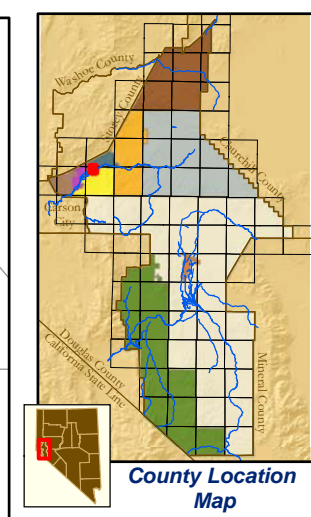 Washoe County
Storey County
Churchill County
Carson
City
Douglas County
California State Line
Mineral County
County Location
Map